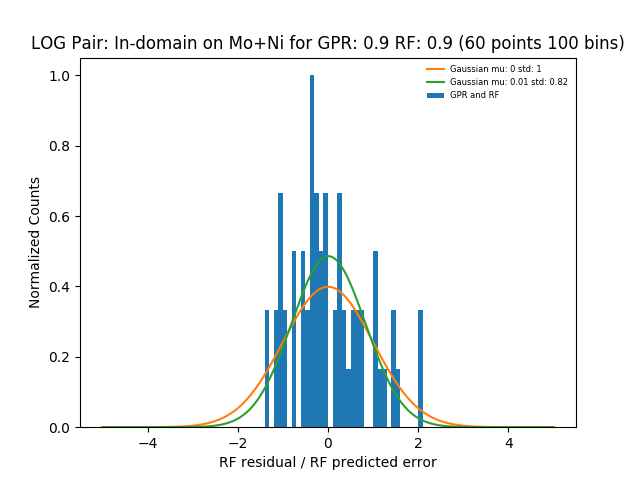 LOG Pair: In-domain on Mo+Ni for GPR: 0.9 RF: 0.9 (60 points 100 bins)
Gaussian mu: 0 std: 1
Gaussian mu: 0.01 std: 0.82
GPR and RF
Normalized Counts
1.0
0.8
0.6
0.4
0.2
0.0
−4
−2
0
2
4
RF residual / RF predicted error